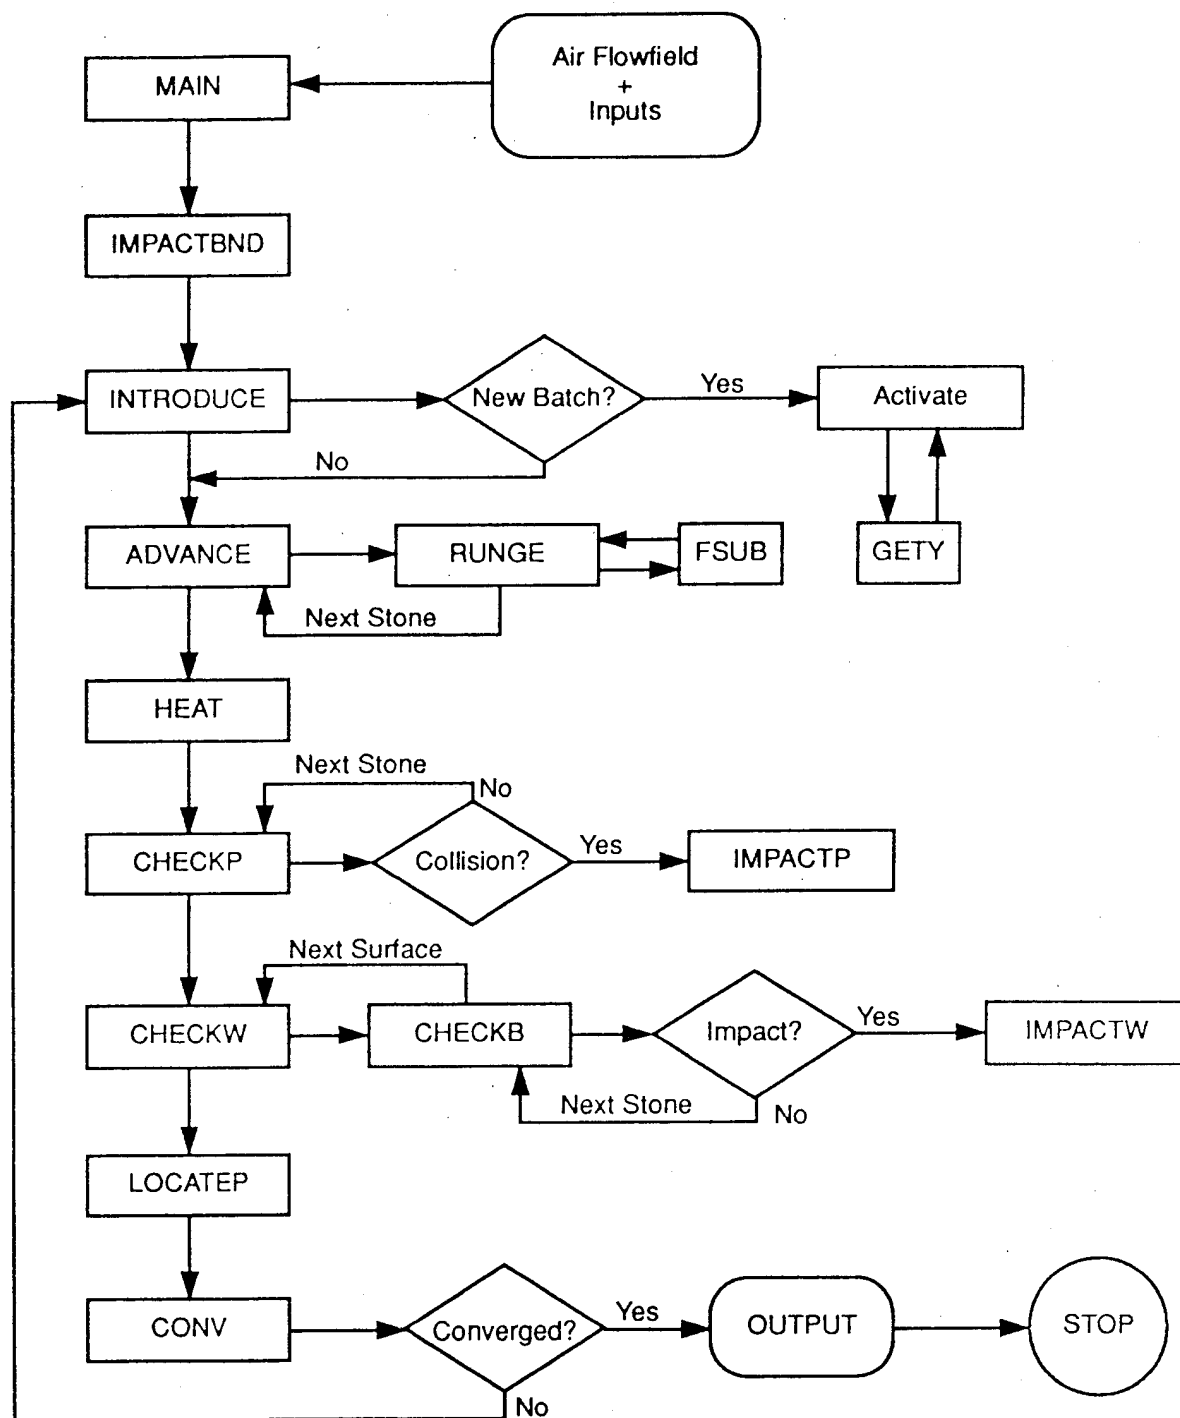 Air Flowfield
+
Inputs
MAIN
IMPACTBND
INTRODUCE
New Batch?
Yes
Activate
No
ADVANCE
RUNGE
FSUB
GETY
Next Stone
HEAT
Next Stone
No
CHECKP
Collision?
Yes
IMPACTP
Next Surface
CHECKW
CHECKB
Impact?
Yes
IMPACTW
Next Stone
No
LOCATEP
CONV
Converged?
Yes
OUTPUT
STOP
No